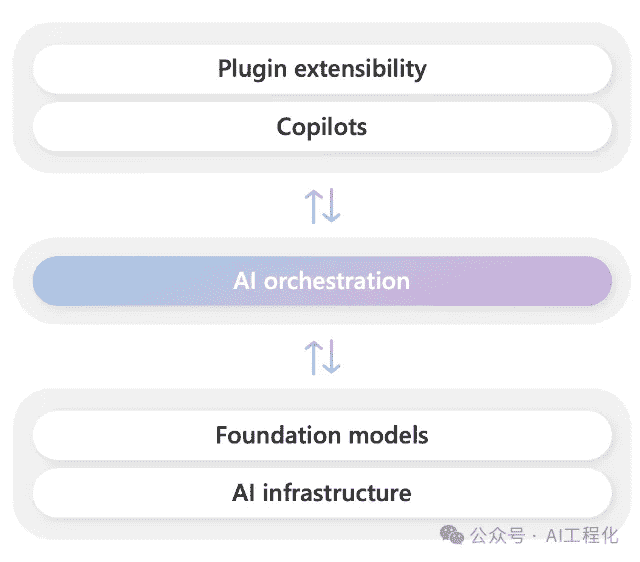 Plugin extensibility
Copilots
AI orchestration
Foundation models
AI infrastructure
公众号 · AI工程化